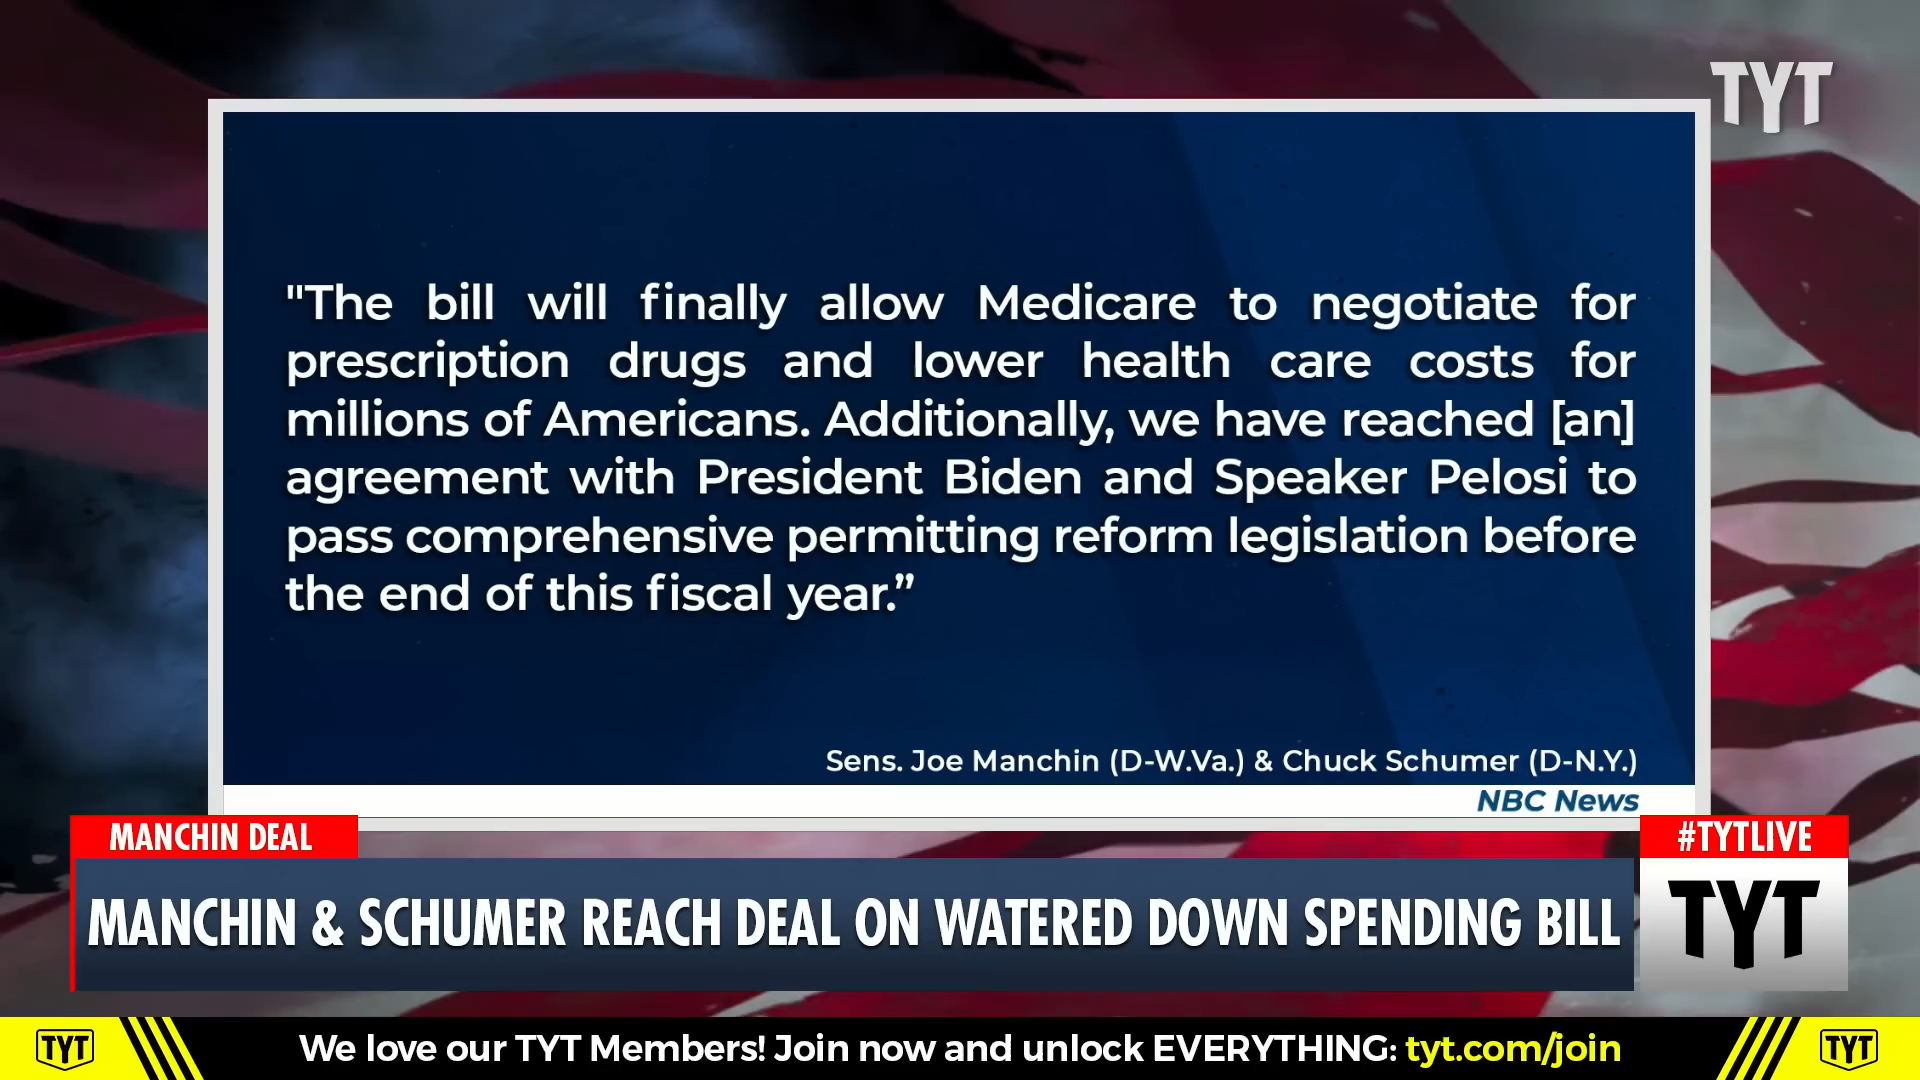 TYT
"The bill will finally allow Medicare to negotiate for
prescription drugs and lower health care costs for
millions of Americans. Additionally, we have reached [an]
agreement with President Biden and Speaker Pelosi to
pass comprehensive permitting reform legislation before
the end of this fiscal year.”
Sens. Joe Manchin (D-W.Va.) & Chuck Schumer (D-N.Y.)
NBC News
MANCHIN DEAL
#TYTLIVE
MANCHIN & SCHUMER REACH DEAL ON WATERED DOWN SPENDING BILL
TYT
TYT
We love our TYT Members! Join now and unlock EVERYTHING: tyt.com/join
TYT